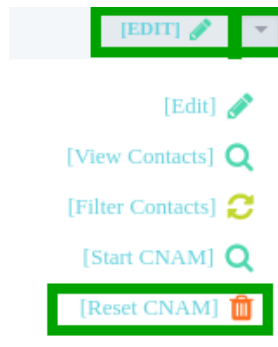 [EDIT]
[Edit]
[View Contacts]
[Filter Contacts]
[Start CNAM]
[Reset CNAM]